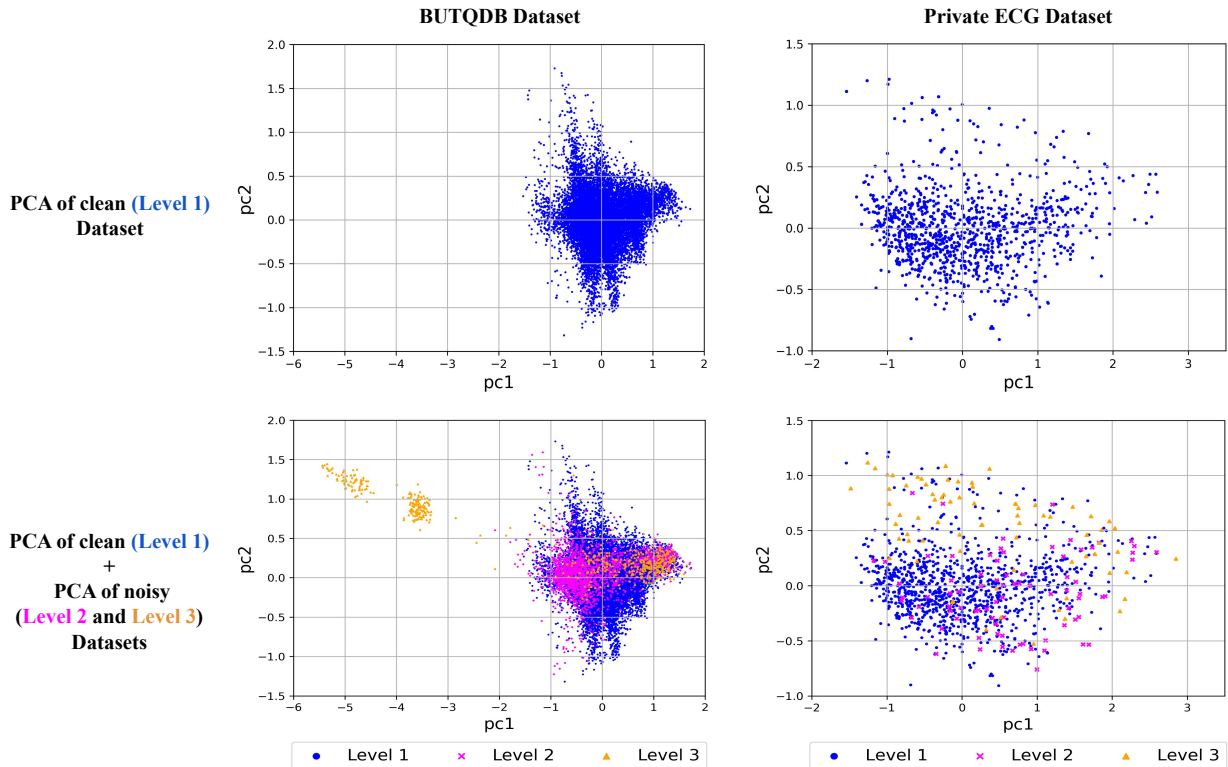 BUTQDB Dataset
Private ECG Dataset
PCA of clean (Level 1)
Dataset
2.0
1.5
1.0
0.5
0.0
−0.5
−1.0
−1.5
pc2
−6 −5 −4 −3 −2 −1 0 1 2
pc1
1.5
1.0
0.5
0.0
−0.5
−1.0
pc2
−2 −1 0 1 2 3
pc1
PCA of clean (Level 1)
+
PCA of noisy
(Level 2 and Level 3)
Datasets
2.0
1.5
1.0
0.5
0.0
−0.5
−1.0
−1.5
pc2
−6 −5 −4 −3 −2 −1 0 1 2
pc1
Level 1 Level 2 Level 3
1.5
1.0
0.5
0.0
−0.5
−1.0
pc2
−2 −1 0 1 2 3
pc1
Level 1 Level 2 Level 3